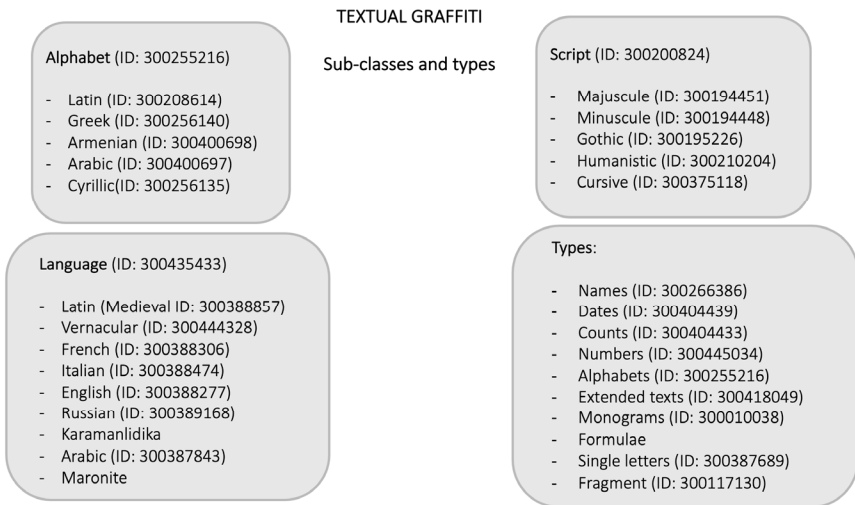 TEXTUAL GRAFFITI
Sub-classes and types
Alphabet (ID: 300255216)
- Latin (ID: 300208614)
- Greek (ID: 300256140)
- Armenian (ID: 300400698)
- Arabic (ID: 300400697)
- Cyrillic(ID: 300256135)
Script (ID: 300200824)
- Majuscule (ID: 300194451)
- Minuscule (ID: 300194448)
- Gothic (ID: 300195226)
- Humanistic (ID: 300210204)
- Cursive (ID: 300375118)
Language (ID: 300435433)
- Latin (Medieval ID: 300388857)
- Vernacular (ID: 300444328)
- French (ID: 300388306)
- Italian (ID: 300388474)
- English (ID: 300388277)
- Russian (ID: 300389168)
- Karamanlidika
- Arabic (ID: 300387843)
- Maronite
Types:
- Names (ID: 300266386)
- Dates (ID: 300404439)
- Counts (ID: 300404433)
- Numbers (ID: 300445034)
- Alphabets (ID: 300255216)
- Extended texts (ID: 300418049)
- Monograms (ID: 300010038)
- Formulae
- Single letters (ID: 300387689)
- Fragment (ID: 300117130)